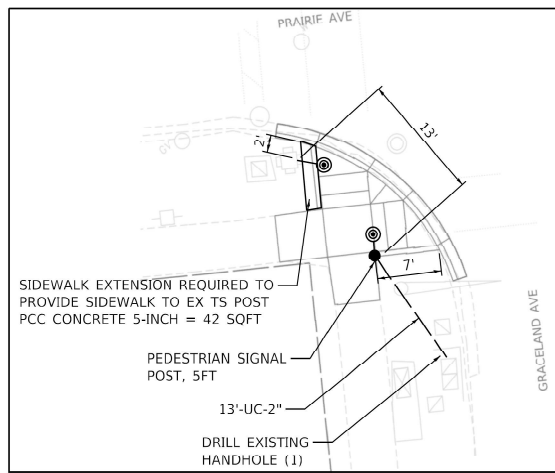 PRAIRIE AVE
13'
2'
7'
SIDEWALK EXTENSION REQUIRED TO
PROVIDE SIDEWALK TO EX TS POST
PCC CONCRETE 5-INCH = 42 SQFT
PEDESTRIAN SIGNAL
POST, 5FT
13'-UC-2"
DRILL EXISTING
HANDHOLE (1)
GRACELAND AVE